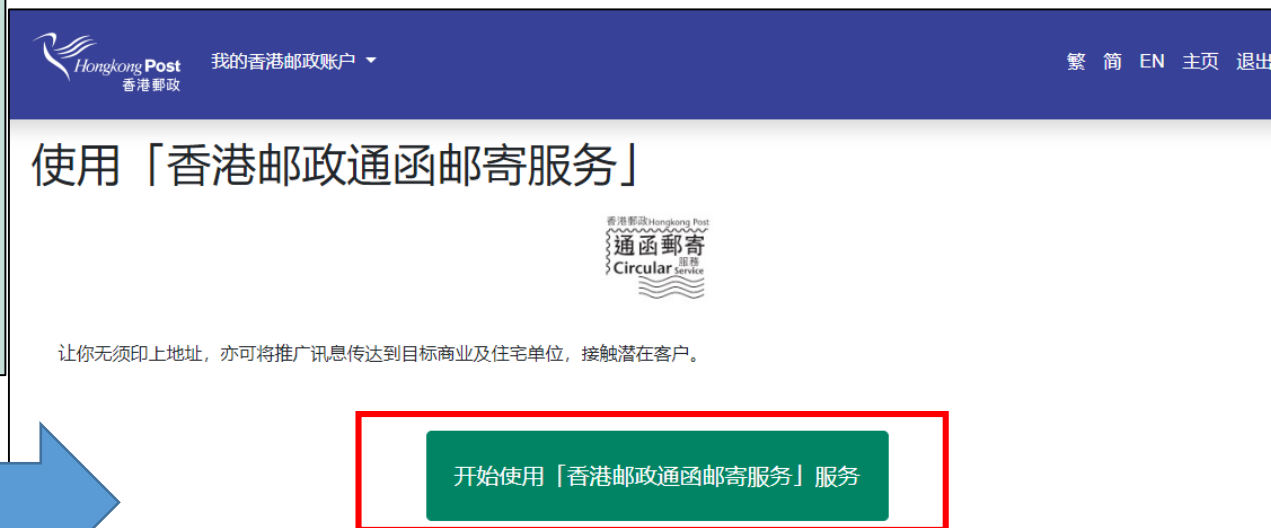 Hongkong Post
香港郵政
我的香港邮政账户
繁 简 EN 主页 退出
使用「香港邮政通函邮寄服务」
香港郵政Hongkong Post
通函郵寄
Circular 服務 Service
让你无须印上地址，亦可将推广讯息传达到目标商业及住宅单位，接触潜在客户。
开始使用「香港邮政通函邮寄服务」服务